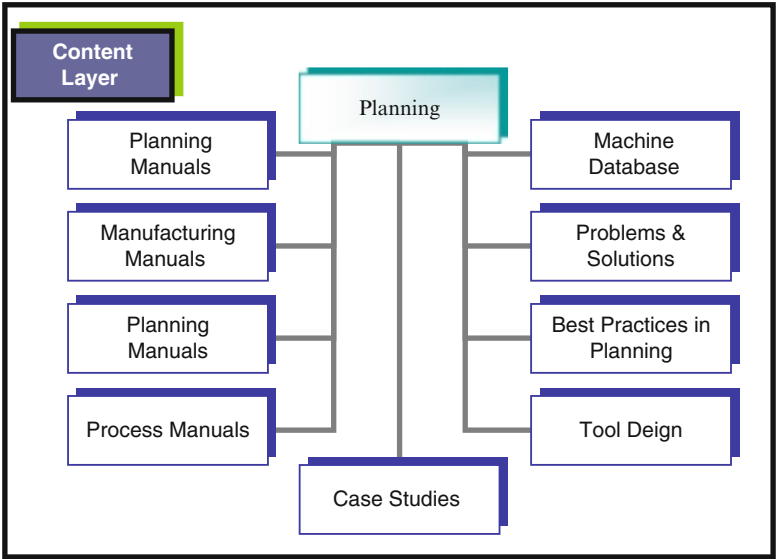 Content
Layer
Planning
Planning
Manuals
Machine
Database
Manufacturing
Manuals
Problems &
Solutions
Planning
Manuals
Best Practices in
Planning
Process Manuals
Tool Deign
Case Studies